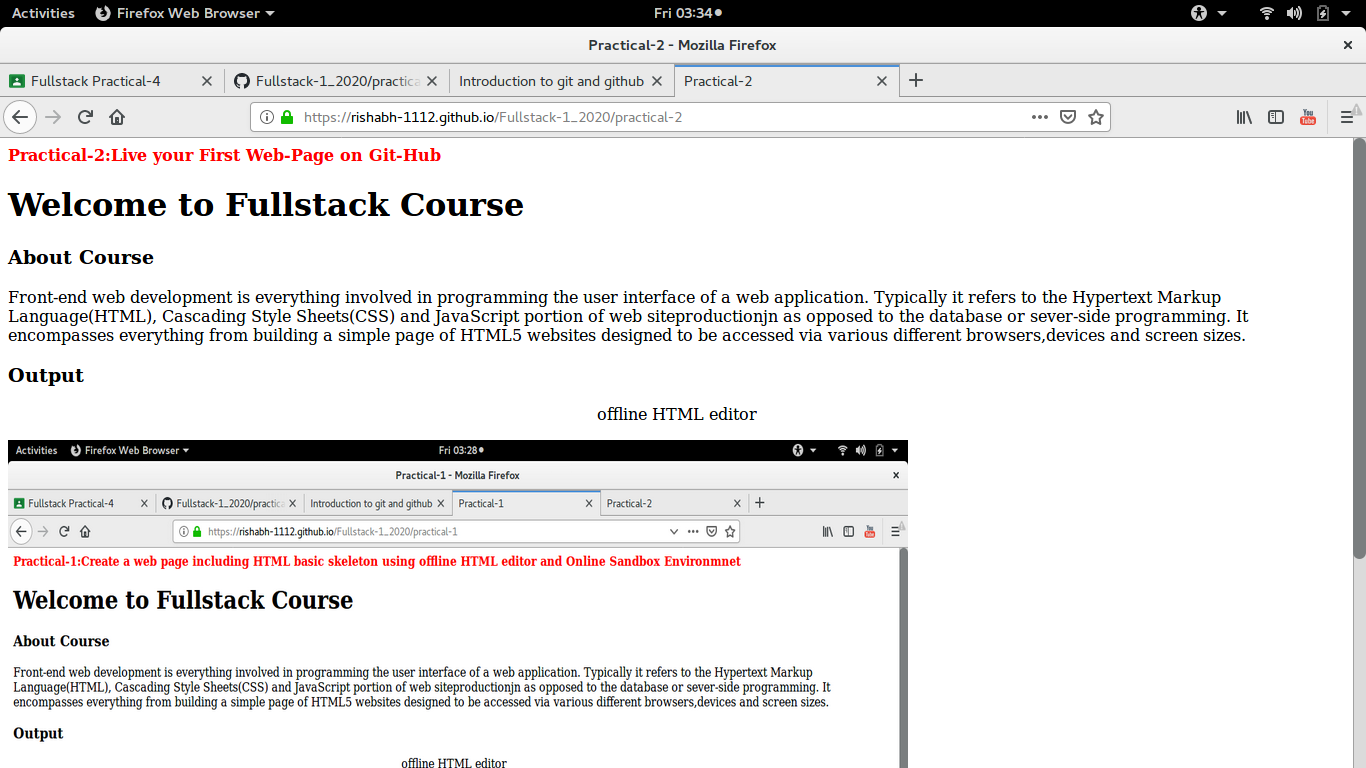 Activities Firefox Web Browser Fri 03:34
Practical-2 - Mozilla Firefox
Fullstack Practical-4 Fullstack-1_2020/practica Introduction to git and github Practical-2
https://rishabh-1112.github.io/Fullstack-1_2020/practical-2 You Tube
Practical-2:Live your First Web-Page on Git-Hub
Welcome to Fullstack Course
About Course
Front-end web development is everything involved in programming the user interface of a web application. Typically it refers to the Hypertext Markup
Language(HTML), Cascading Style Sheets(CSS) and JavaScript portion of web siteproductionjn as opposed to the database or sever-side programming. It
encompasses everything from building a simple page of HTML5 websites designed to be accessed via various different browsers,devices and screen sizes.
Output
offline HTML editor
Activities Firefox Web Browser Fri 03:28
Practical-1 - Mozilla Firefox
Fullstack Practical-4 Fullstack-1_2020/practica Introduction to git and github Practical-1 Practical-2
https://rishabh-1112.github.io/Fullstack-1_2020/practical-1 You Tube
Practical-1:Create a web page including HTML basic skeleton using offline HTML editor and Online Sandbox Environmnet
Welcome to Fullstack Course
About Course
Front-end web development is everything involved in programming the user interface of a web application. Typically it refers to the Hypertext Markup
Language(HTML), Cascading Style Sheets(CSS) and JavaScript portion of web siteproductionjn as opposed to the database or sever-side programming. It
encompasses everything from building a simple page of HTML5 websites designed to be accessed via various different browsers,devices and screen sizes.
Output
offline HTML editor